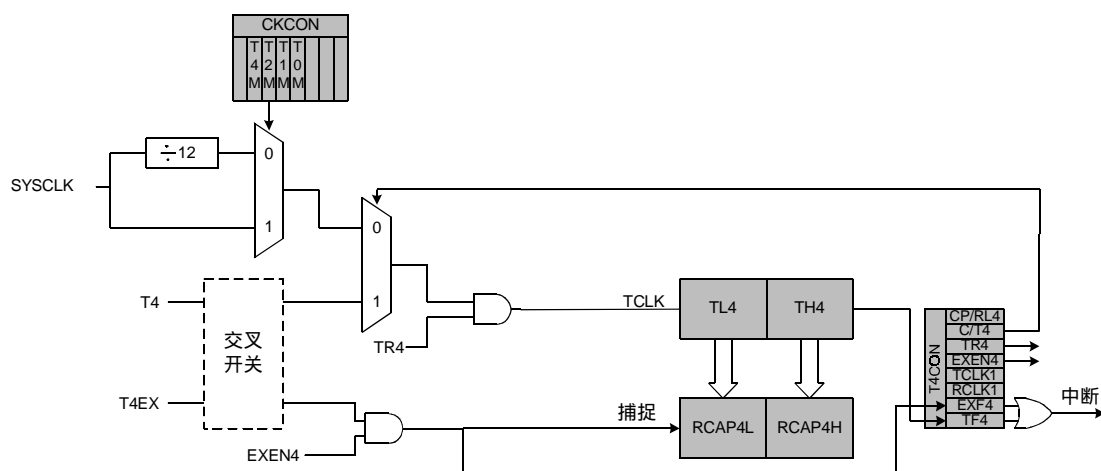 CKCON
T4M T2M T1M T0M
÷12
0
SYSCLK
1
0
T4
1
TCLK
TL4
TH4
TR4
交叉
开关
T4EX
EXEN4
捕捉
RCAP4L
RCAP4H
T4CON
CP/RL4
C/T4
TR4
EXEN4
TCLK1
RCLK1
EXF4
TF4
中断